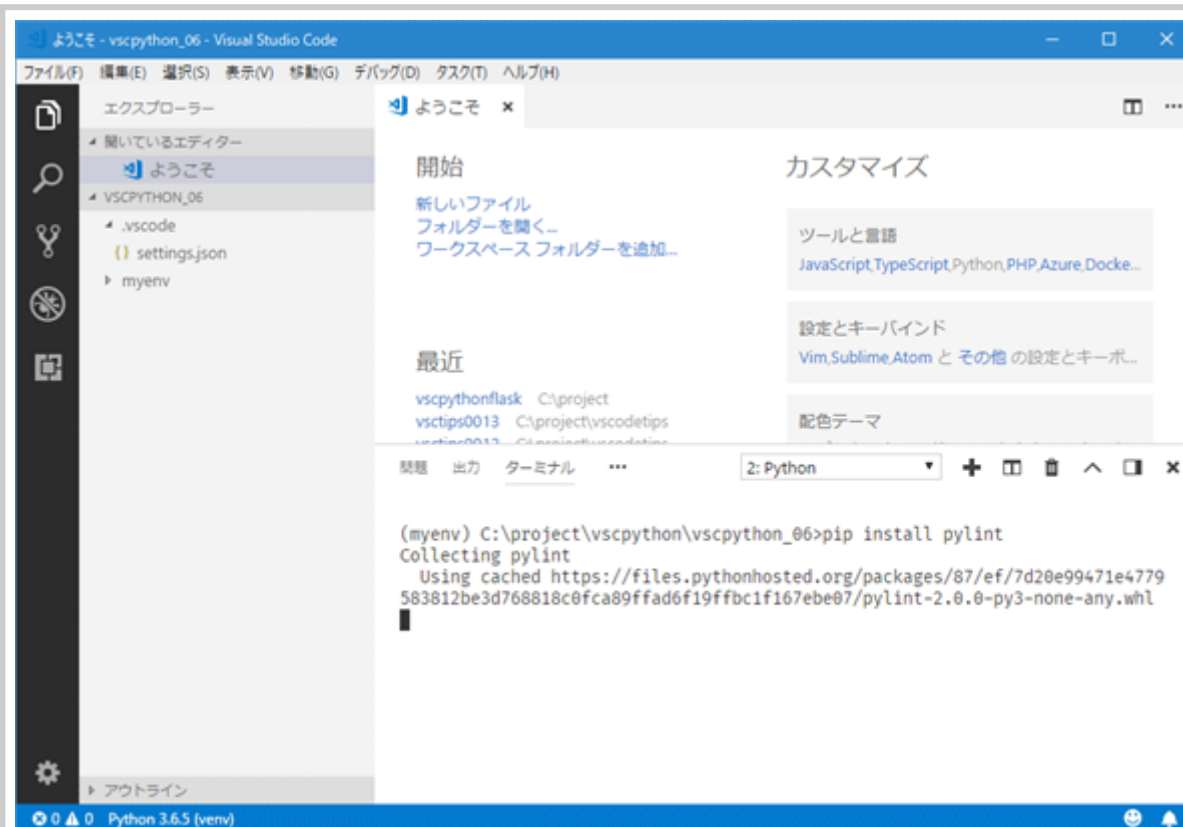 ようこそ - vscpython_06 - Visual Studio Code
ファイル(F) 編集(E) 選択(S) 表示(V) 移動(G) デバッグ(D) タスク(T) ヘルプ(H)
エクスプローラー
開いているエディター
ようこそ
VSCPYTHON_06
.vscode
{} settings.json
myenv
アウトライン
ようこそ
開始
新しいファイル
フォルダーを開く...
ワークスペース フォルダーを追加...
最近
vscpythonflask C:\project
vsctips0013 C:\project\vscodetips
カスタマイズ
ツールと言語
JavaScript,TypeScript,Python,PHP,Azure,Docke...
設定とキーバインド
Vim,Sublime,Atom と その他 の設定とキーボ...
配色テーマ
問題 出力 ターミナル ... 2: Python
(myenv) C:\project\vscpython\vscpython_06>pip install pylint
Collecting pylint
Using cached https://files.pythonhosted.org/packages/87/ef/7d20e99471e4779
583812be3d768818c0fca89ffad6f19ffbc1f167ebe07/pylint-2.0.0-py3-none-any.whl
0 0 Python 3.6.5 (venv)